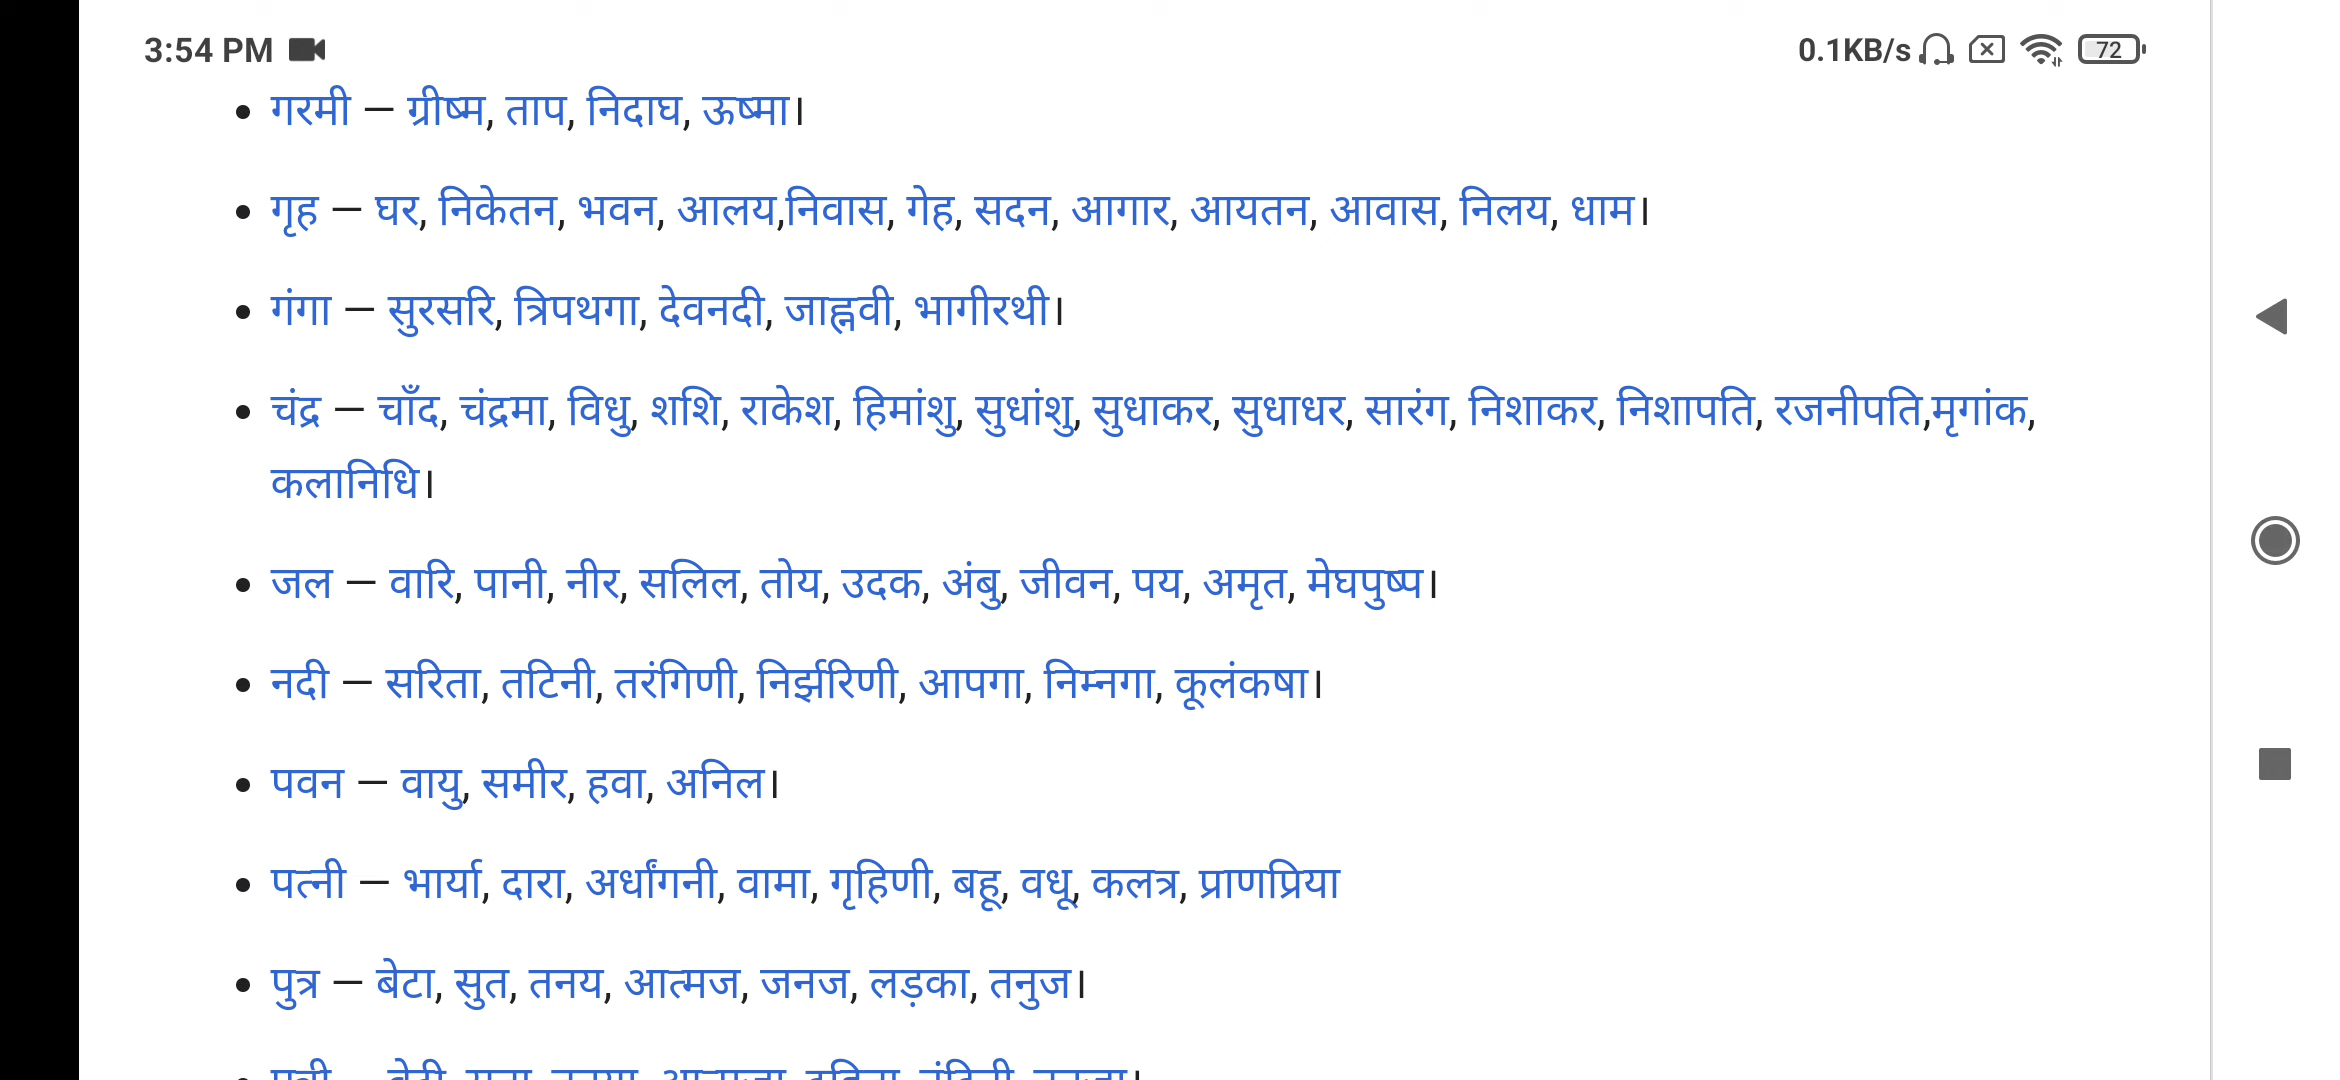 3:54 PM 0.1KB/s 72
गरमी – ग्रीष्म, ताप, निदाघ, ऊष्मा।
गृह – घर, निकेतन, भवन, आलय,निवास, गेह, सदन, आगार, आयतन, आवास, निलय, धाम।
गंगा – सुरसरि, त्रिपथगा, देवनदी, जाह्नवी, भागीरथी।
चंद्र – चाँद, चंद्रमा, विधु, शशि, राकेश, हिमांशु, सुधांशु, सुधाकर, सुधाधर, सारंग, निशाकर, निशापति, रजनीपति,मृगांक,
कलानिधि।
जल – वारि, पानी, नीर, सलिल, तोय, उदक, अंबु, जीवन, पय, अमृत, मेघपुष्प।
नदी – सरिता, तटिनी, तरंगिणी, निर्झरिणी, आपगा, निम्नगा, कूलंकषा।
पवन – वायु, समीर, हवा, अनिल।
पत्नी – भार्या, दारा, अर्धांगनी, वामा, गृहिणी, बहू, वधू, कलत्र, प्राणप्रिया
पुत्र – बेटा, सुत, तनय, आत्मज, जनज, लड़का, तनुज।